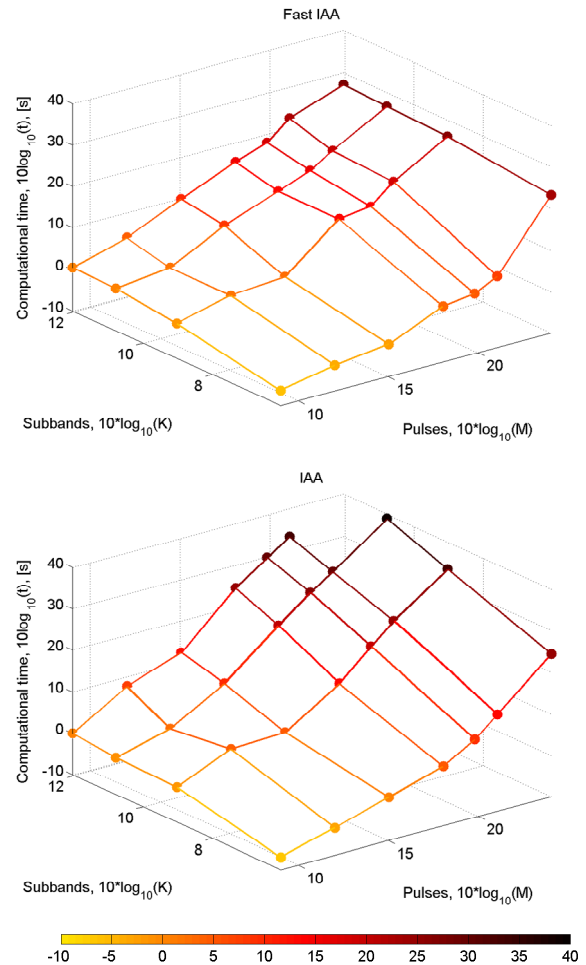 Fast IAA
Computational time, 10log₁₀(t), [s]
40
30
20
10
0
-10
12
10
8
Subbands, 10*log₁₀(K)
10
15
20
Pulses, 10*log₁₀(M)
IAA
Computational time, 10log₁₀(t), [s]
40
30
20
10
0
-10
12
10
8
Subbands, 10*log₁₀(K)
10
15
20
Pulses, 10*log₁₀(M)
-10 -5 0 5 10 15 20 25 30 35 40